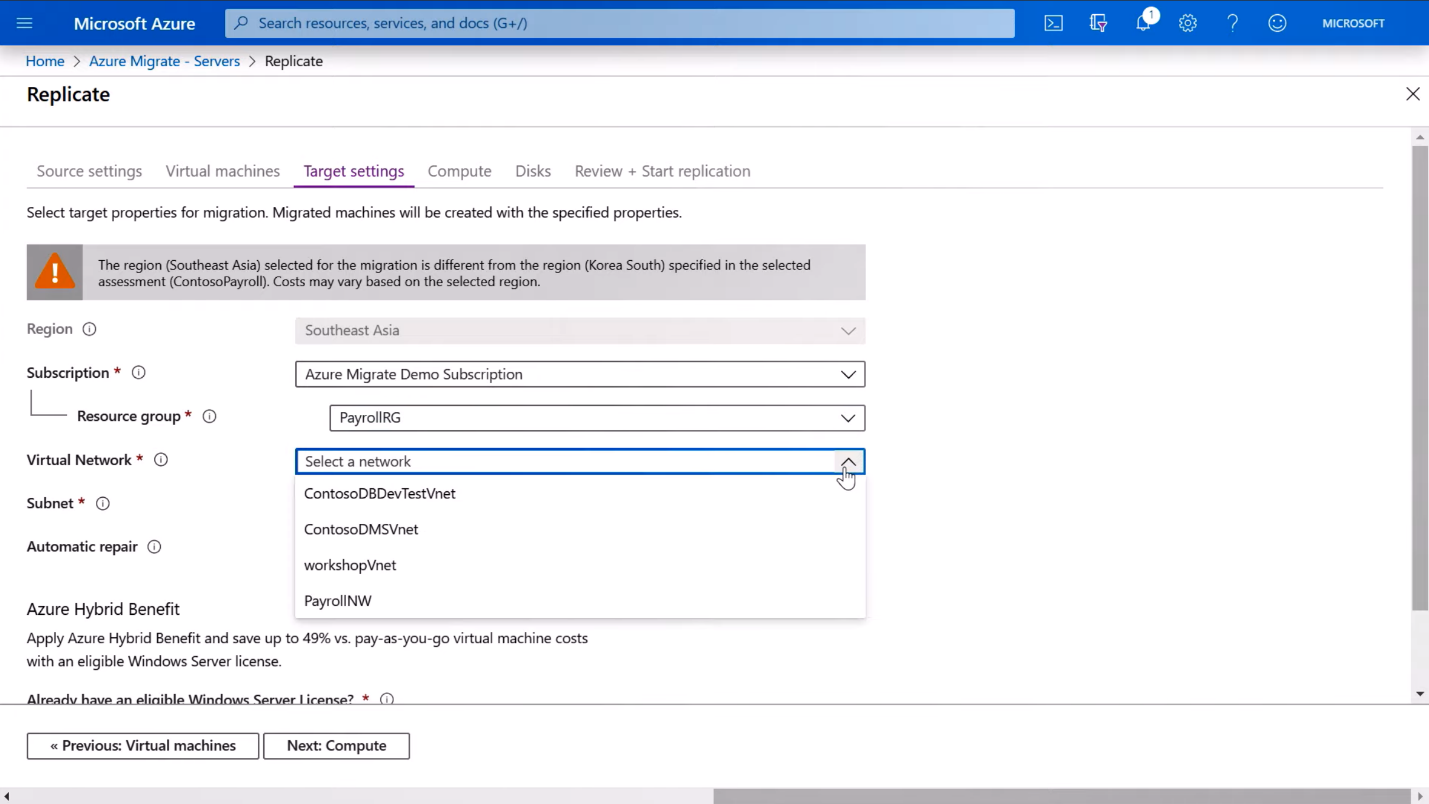 Microsoft Azure
Search resources, services, and docs (G+/)
1
MICROSOFT
Home > Azure Migrate - Servers > Replicate
Replicate
Source settings Virtual machines Target settings Compute Disks Review + Start replication
Select target properties for migration. Migrated machines will be created with the specified properties.
The region (Southeast Asia) selected for the migration is different from the region (Korea South) specified in the selected
assessment (ContosoPayroll). Costs may vary based on the selected region.
Region Southeast Asia
Subscription * Azure Migrate Demo Subscription
Resource group * PayrollRG
Virtual Network * Select a network
ContosoDBDevTestVnet
Subnet *
ContosoDMSVnet
Automatic repair
workshopVnet
PayrollNW
Azure Hybrid Benefit
Apply Azure Hybrid Benefit and save up to 49% vs. pay-as-you-go virtual machine costs
with an eligible Windows Server license.
Already have an eligible Windows Server License? *
« Previous: Virtual machines Next: Compute